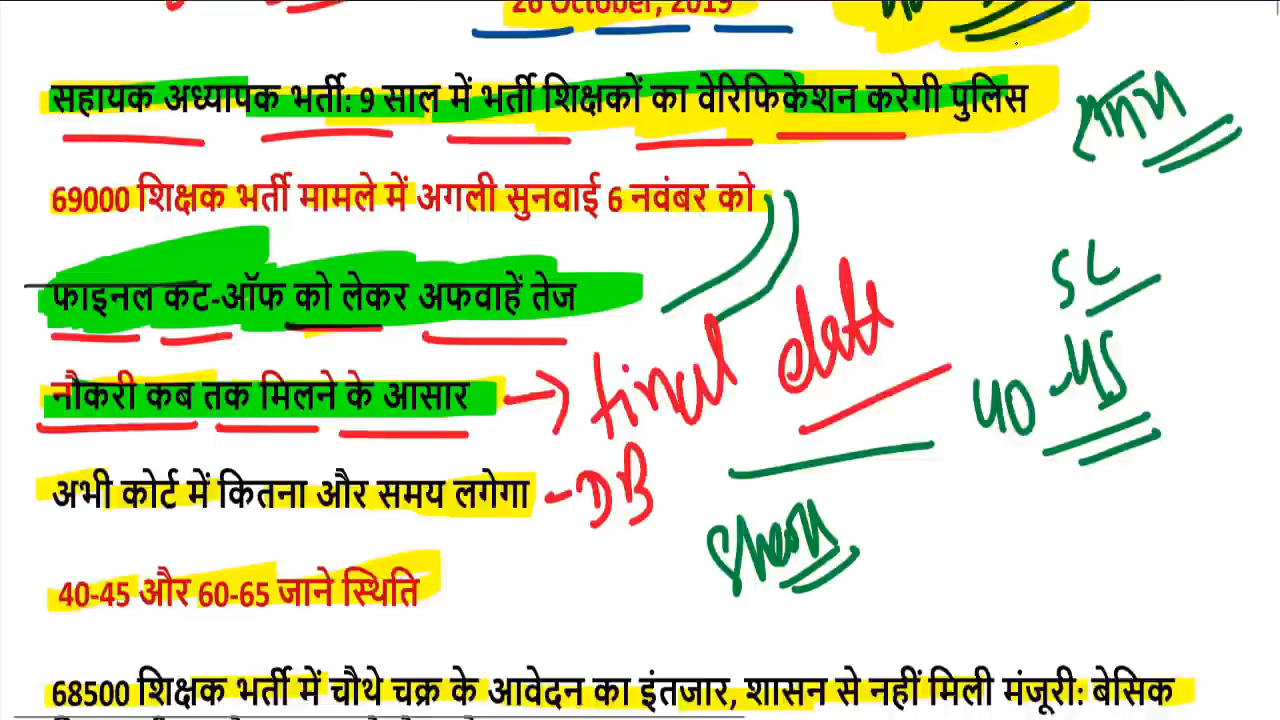 26 October, 2019
सहायक अध्यापक भर्ती: 9 साल में भर्ती शिक्षकों का वेरिफिकेशन करेगी पुलिस
69000 शिक्षक भर्ती मामले में अगली सुनवाई 6 नवंबर को
SC
फाइनल कट-ऑफ को लेकर अफवाहें तेज
final date
40-45
नौकरी कब तक मिलने के आसार
अभी कोर्ट में कितना और समय लगेगा
DB
40-45 और 60-65 जाने स्थिति
68500 शिक्षक भर्ती में चौथे चक्र के आवेदन का इंतजार, शासन से नहीं मिली मंजूरी: बेसिक